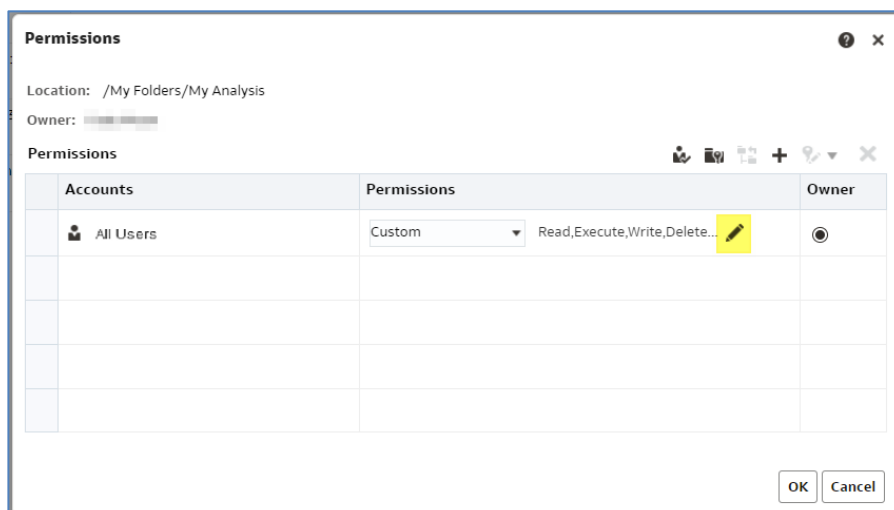 Permissions
Location: /My Folders/My Analysis
Owner:
Permissions
Accounts Permissions Owner
All Users Custom Read,Execute,Write,Delete...
OK Cancel